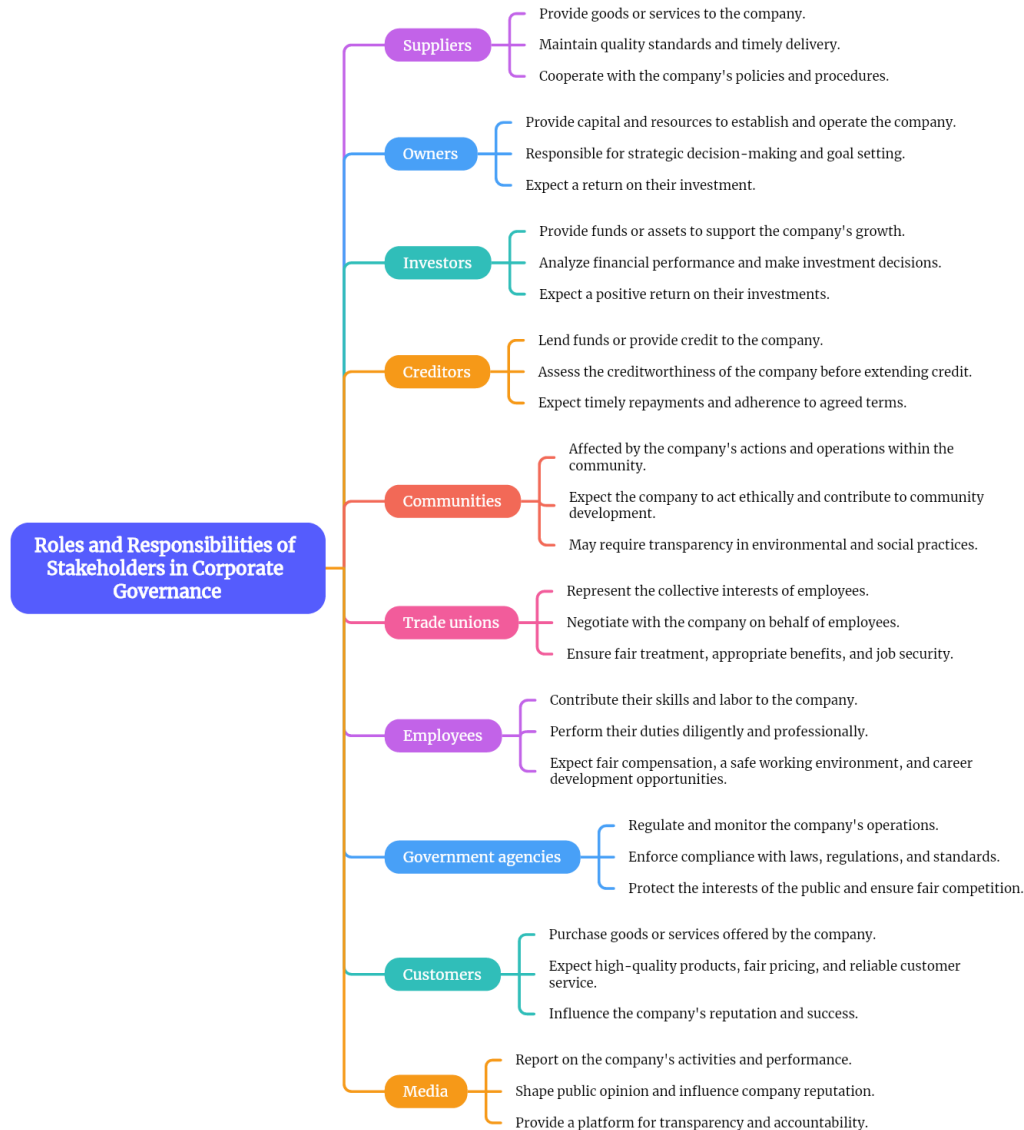 Suppliers
Provide goods or services to the company.
Maintain quality standards and timely delivery.
Cooperate with the company's policies and procedures.
Owners
Provide capital and resources to establish and operate the company.
Responsible for strategic decision-making and goal setting.
Expect a return on their investment.
Investors
Provide funds or assets to support the company's growth.
Analyze financial performance and make investment decisions.
Expect a positive return on their investments.
Creditors
Lend funds or provide credit to the company.
Assess the creditworthiness of the company before extending credit.
Expect timely repayments and adherence to agreed terms.
Communities
Affected by the company's actions and operations within the
community.
Expect the company to act ethically and contribute to community
development.
May require transparency in environmental and social practices.
Roles and Responsibilities of
Stakeholders in Corporate
Governance
Trade unions
Represent the collective interests of employees.
Negotiate with the company on behalf of employees.
Ensure fair treatment, appropriate benefits, and job security.
Employees
Contribute their skills and labor to the company.
Perform their duties diligently and professionally.
Expect fair compensation, a safe working environment, and career
development opportunities.
Government agencies
Regulate and monitor the company's operations.
Enforce compliance with laws, regulations, and standards.
Protect the interests of the public and ensure fair competition.
Customers
Purchase goods or services offered by the company.
Expect high-quality products, fair pricing, and reliable customer
service.
Influence the company's reputation and success.
Media
Report on the company's activities and performance.
Shape public opinion and influence company reputation.
Provide a platform for transparency and accountability.